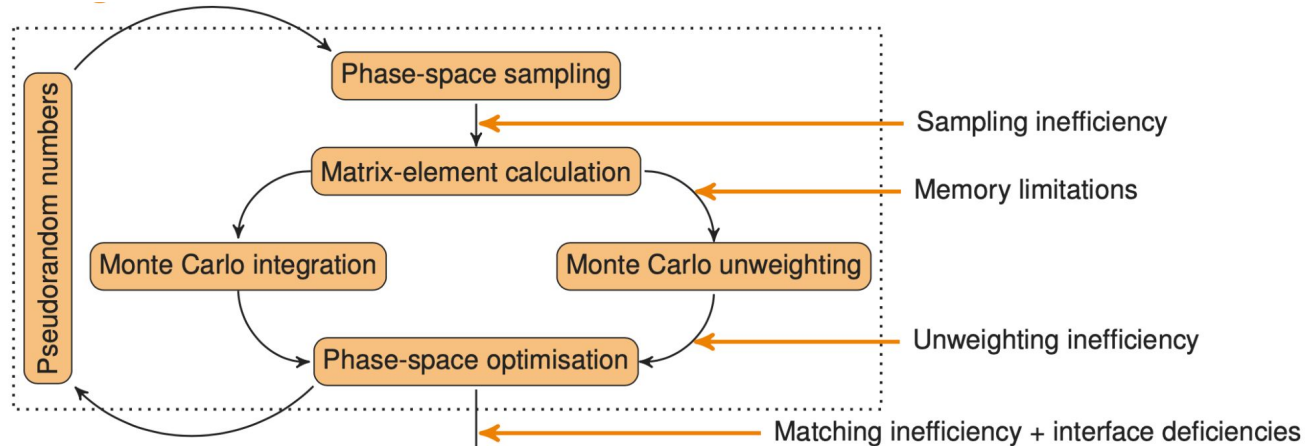 Pseudorandom numbers
Phase-space sampling
Sampling inefficiency
Matrix-element calculation
Memory limitations
Monte Carlo integration
Monte Carlo unweighting
Unweighting inefficiency
Phase-space optimisation
Matching inefficiency + interface deficiencies